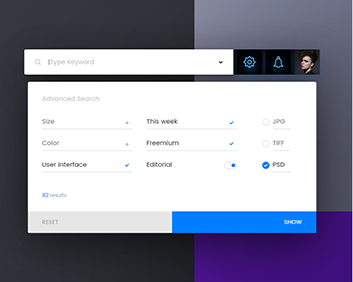 Type keyword
Advanced Search
Size
This week
JPG
Color
Freemium
TIFF
User interface
Editorial
PSD
82 results
RESET
SHOW